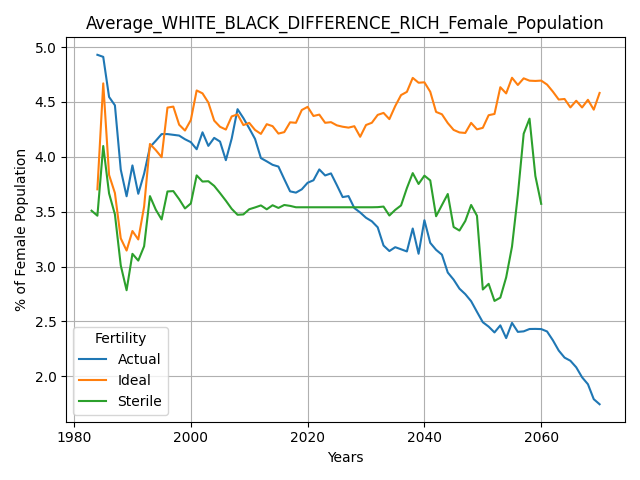 Average_WHITE_BLACK_DIFFERENCE_RICH_Female_Population
% of Female Population
5.0
4.5
4.0
3.5
3.0
2.5
2.0
Fertility
Actual
Ideal
Sterile
1980
2000
2020
2040
2060
Years